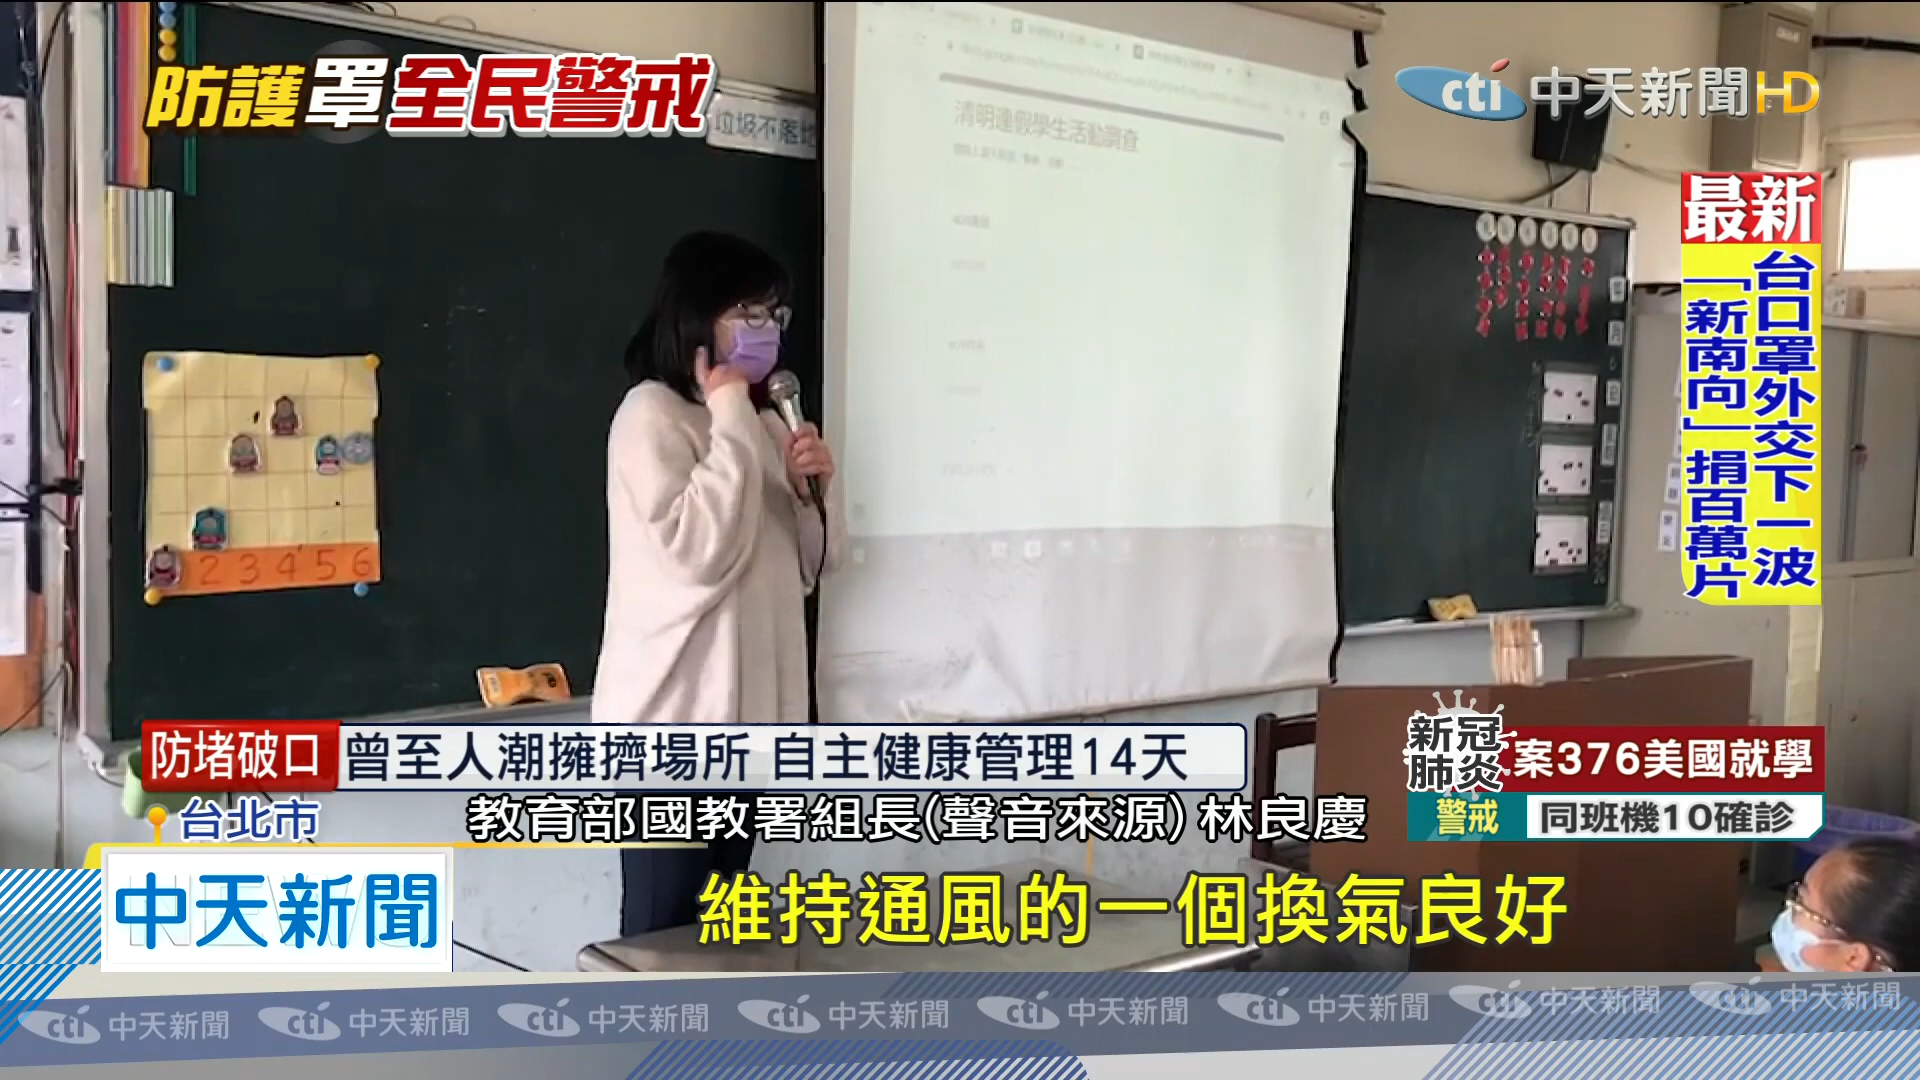 防護罩全民警戒
cti 中天新聞HD
垃圾不落地
清明連假學生活動調查
最新
台口罩外交下一波
「新南向」捐百萬片
2 3 4 5 6
防堵破口
曾至人潮擁擠場所 自主健康管理14天
新冠肺炎
案376美國就學
台北市
教育部國教署組長(聲音來源) 林良慶
警戒
同班機10確診
中天新聞
維持通風的一個換氣良好
cti 中天新聞 cti 中天新聞 cti 中天新聞 cti 中天新聞 cti 中天新聞 cti 中天新聞 cti 中天新聞 cti 中天新聞